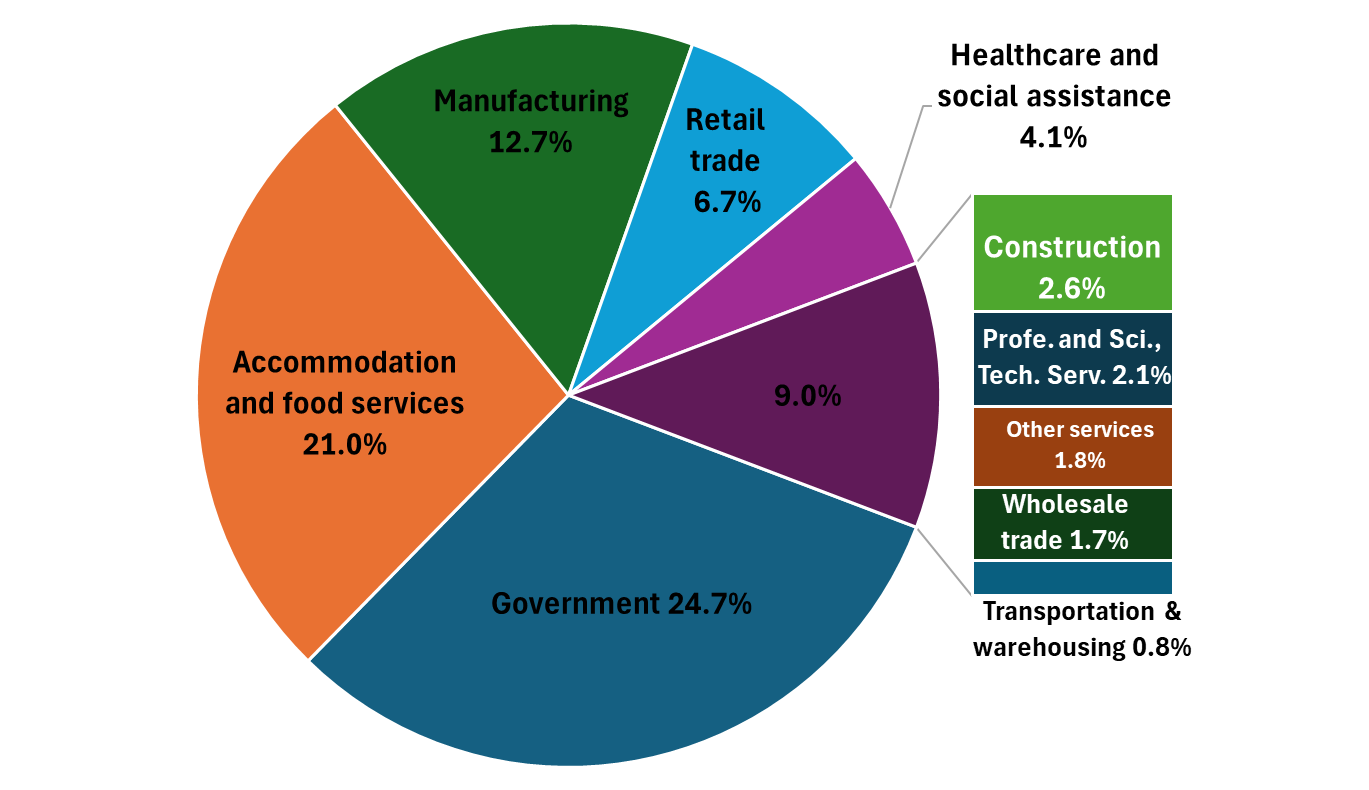 Manufacturing
12.7%
Retail
trade
6.7%
Healthcare and
social assistance
4.1%
Accommodation
and food services
21.0%
9.0%
Government 24.7%
Construction
2.6%
Profe. and Sci.,
Tech. Serv. 2.1%
Other services
1.8%
Wholesale
trade 1.7%
Transportation &
warehousing 0.8%